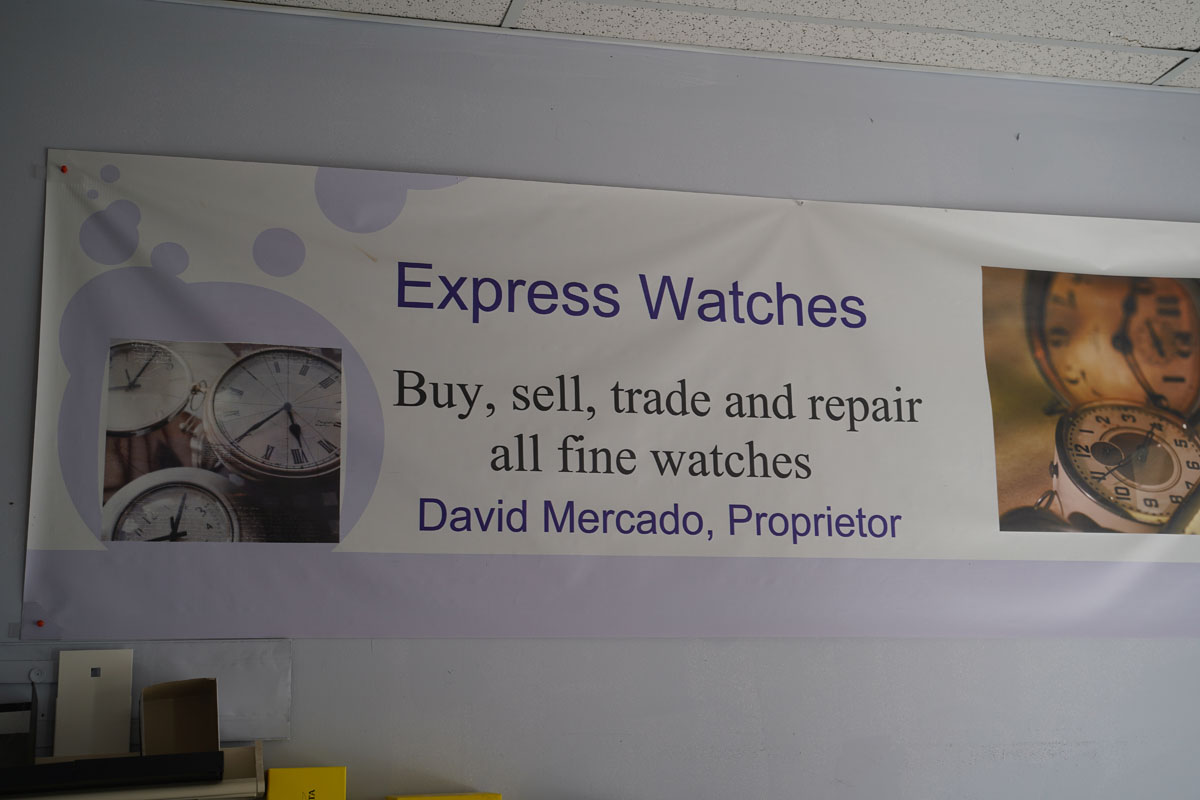 Express Watches
Buy, sell, trade and repair
all fine watches
David Mercado, Proprietor